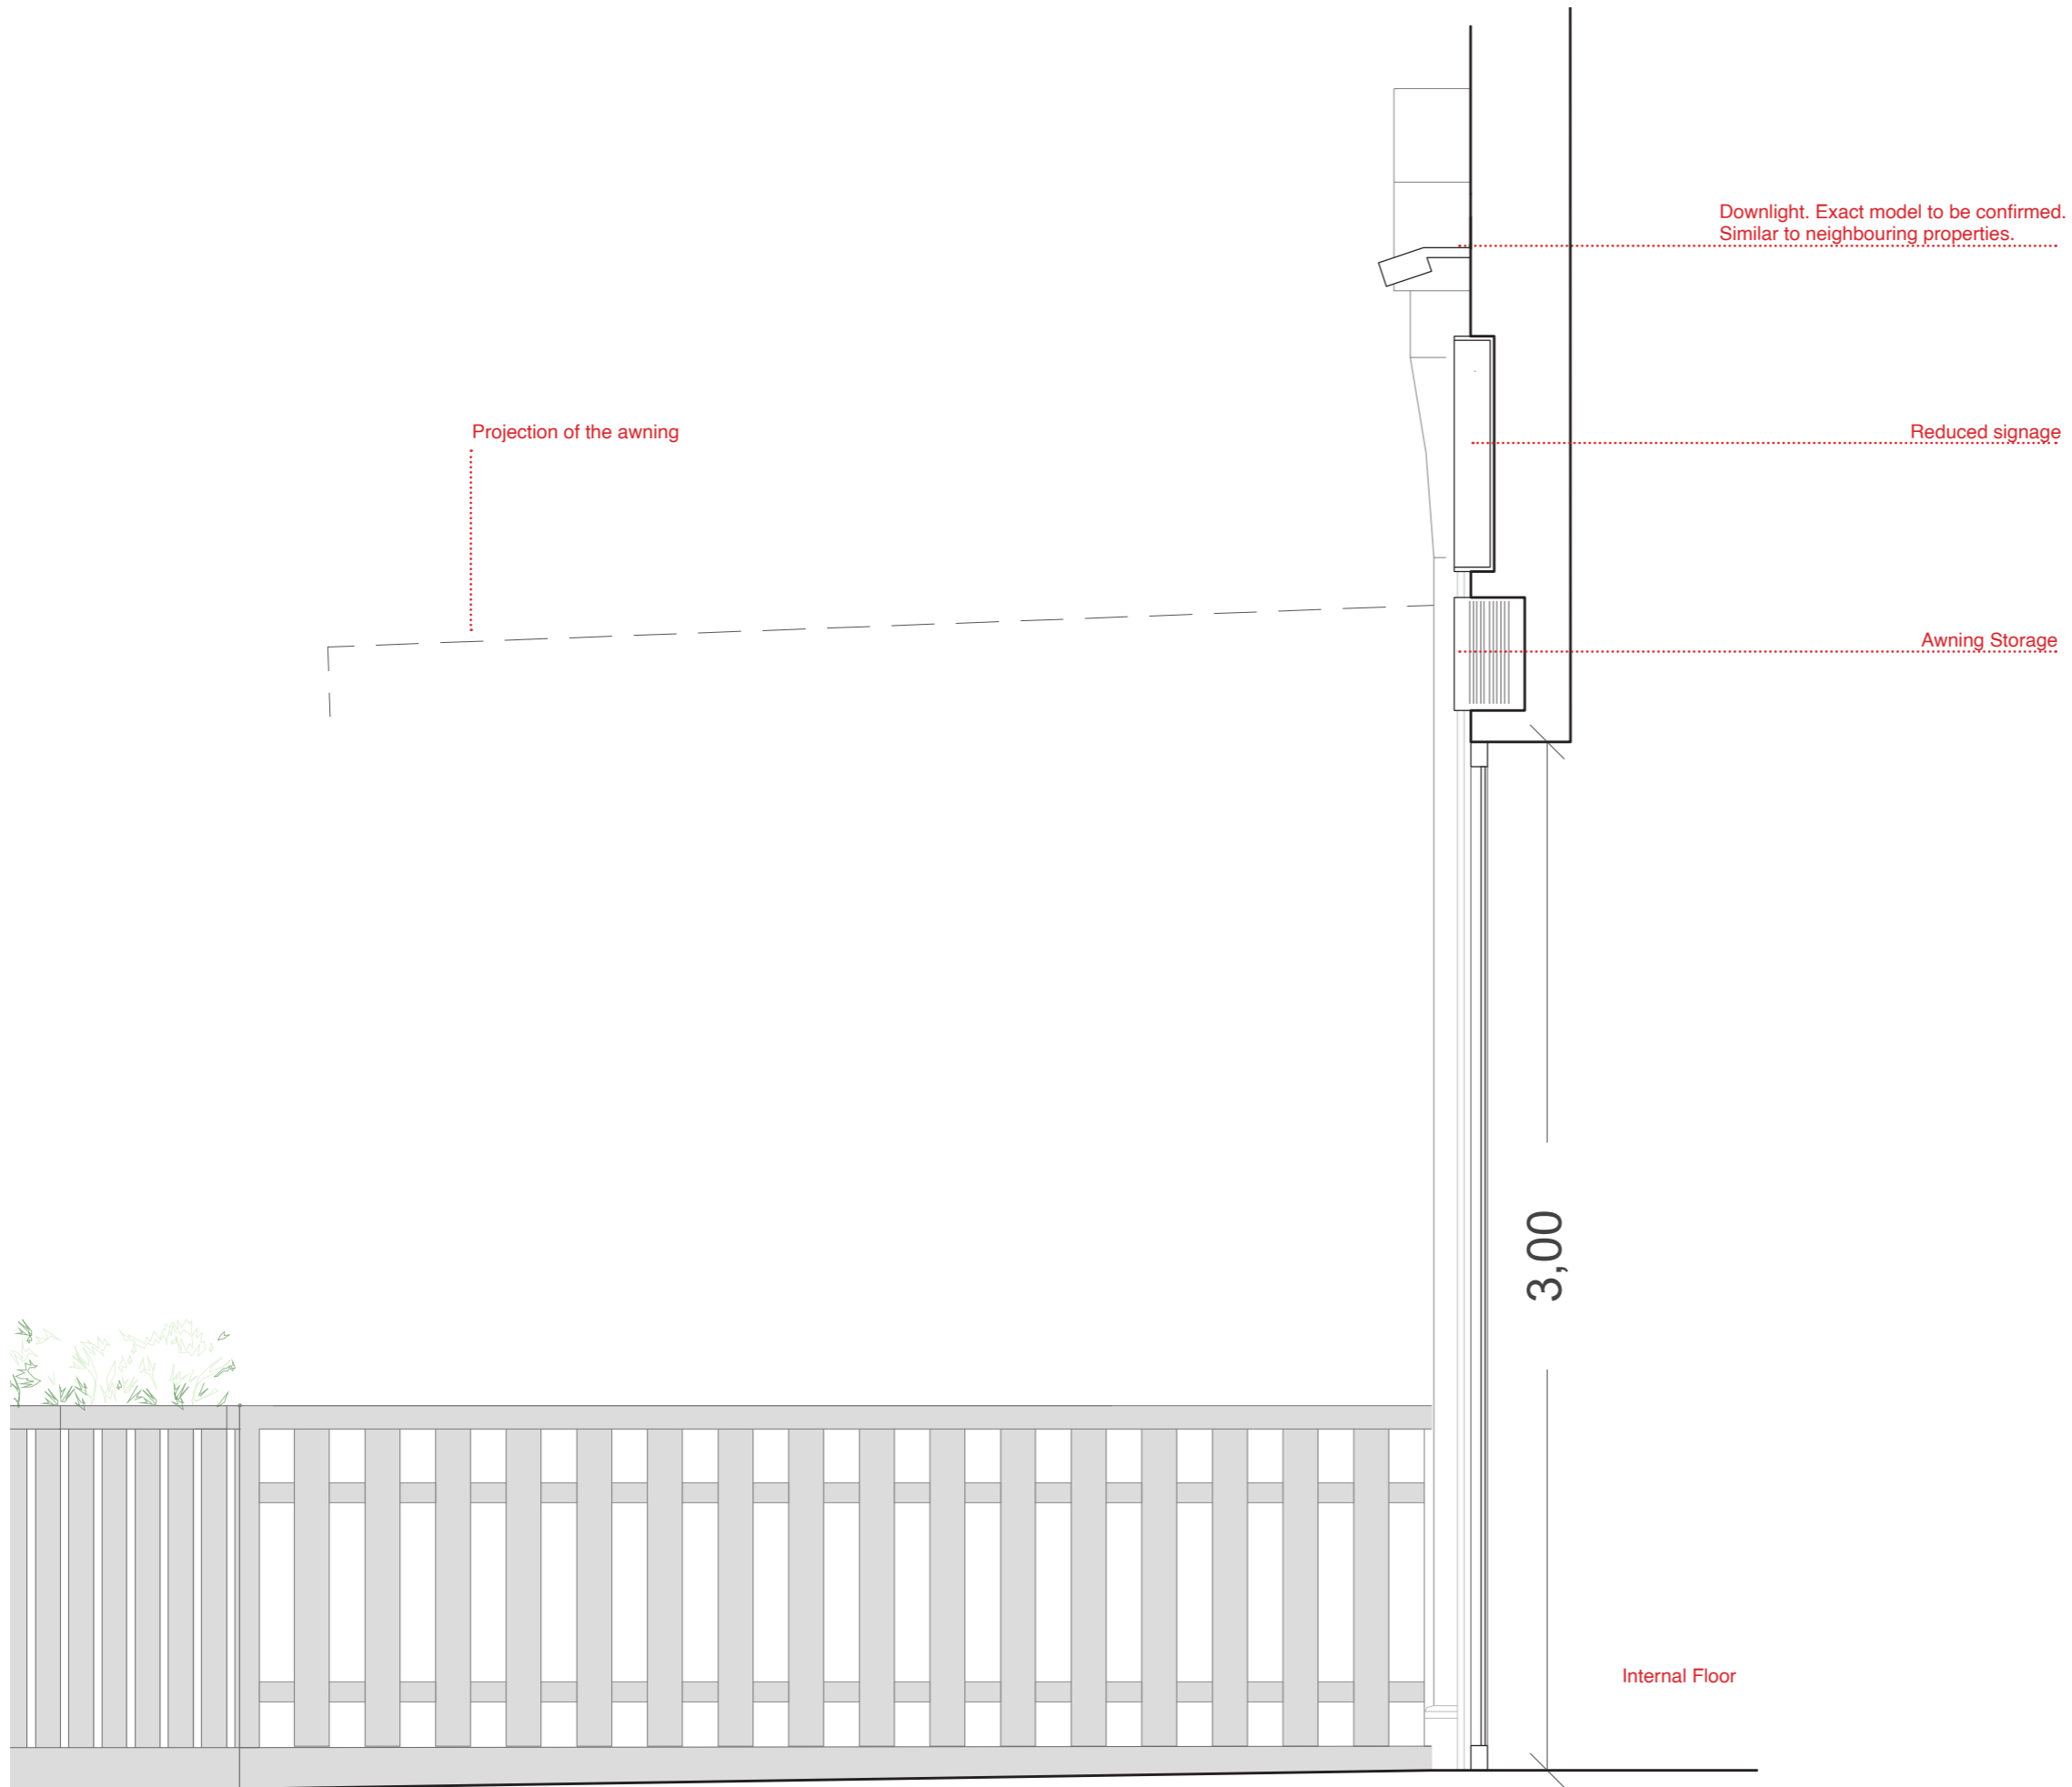 Downlight. Exact model to be confirmed.
Similar to neighbouring properties.
Projection of the awning
Reduced signage
Awning Storage
3,00
Internal Floor